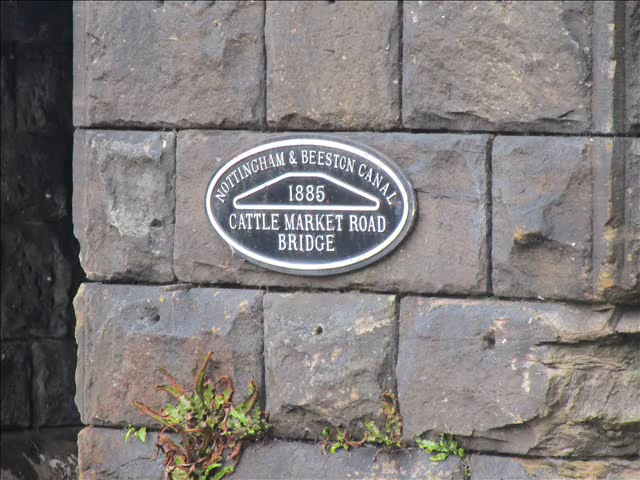 NOTTINGHAM & BEESTON CANAL
1885
CATTLE MARKET ROAD
BRIDGE